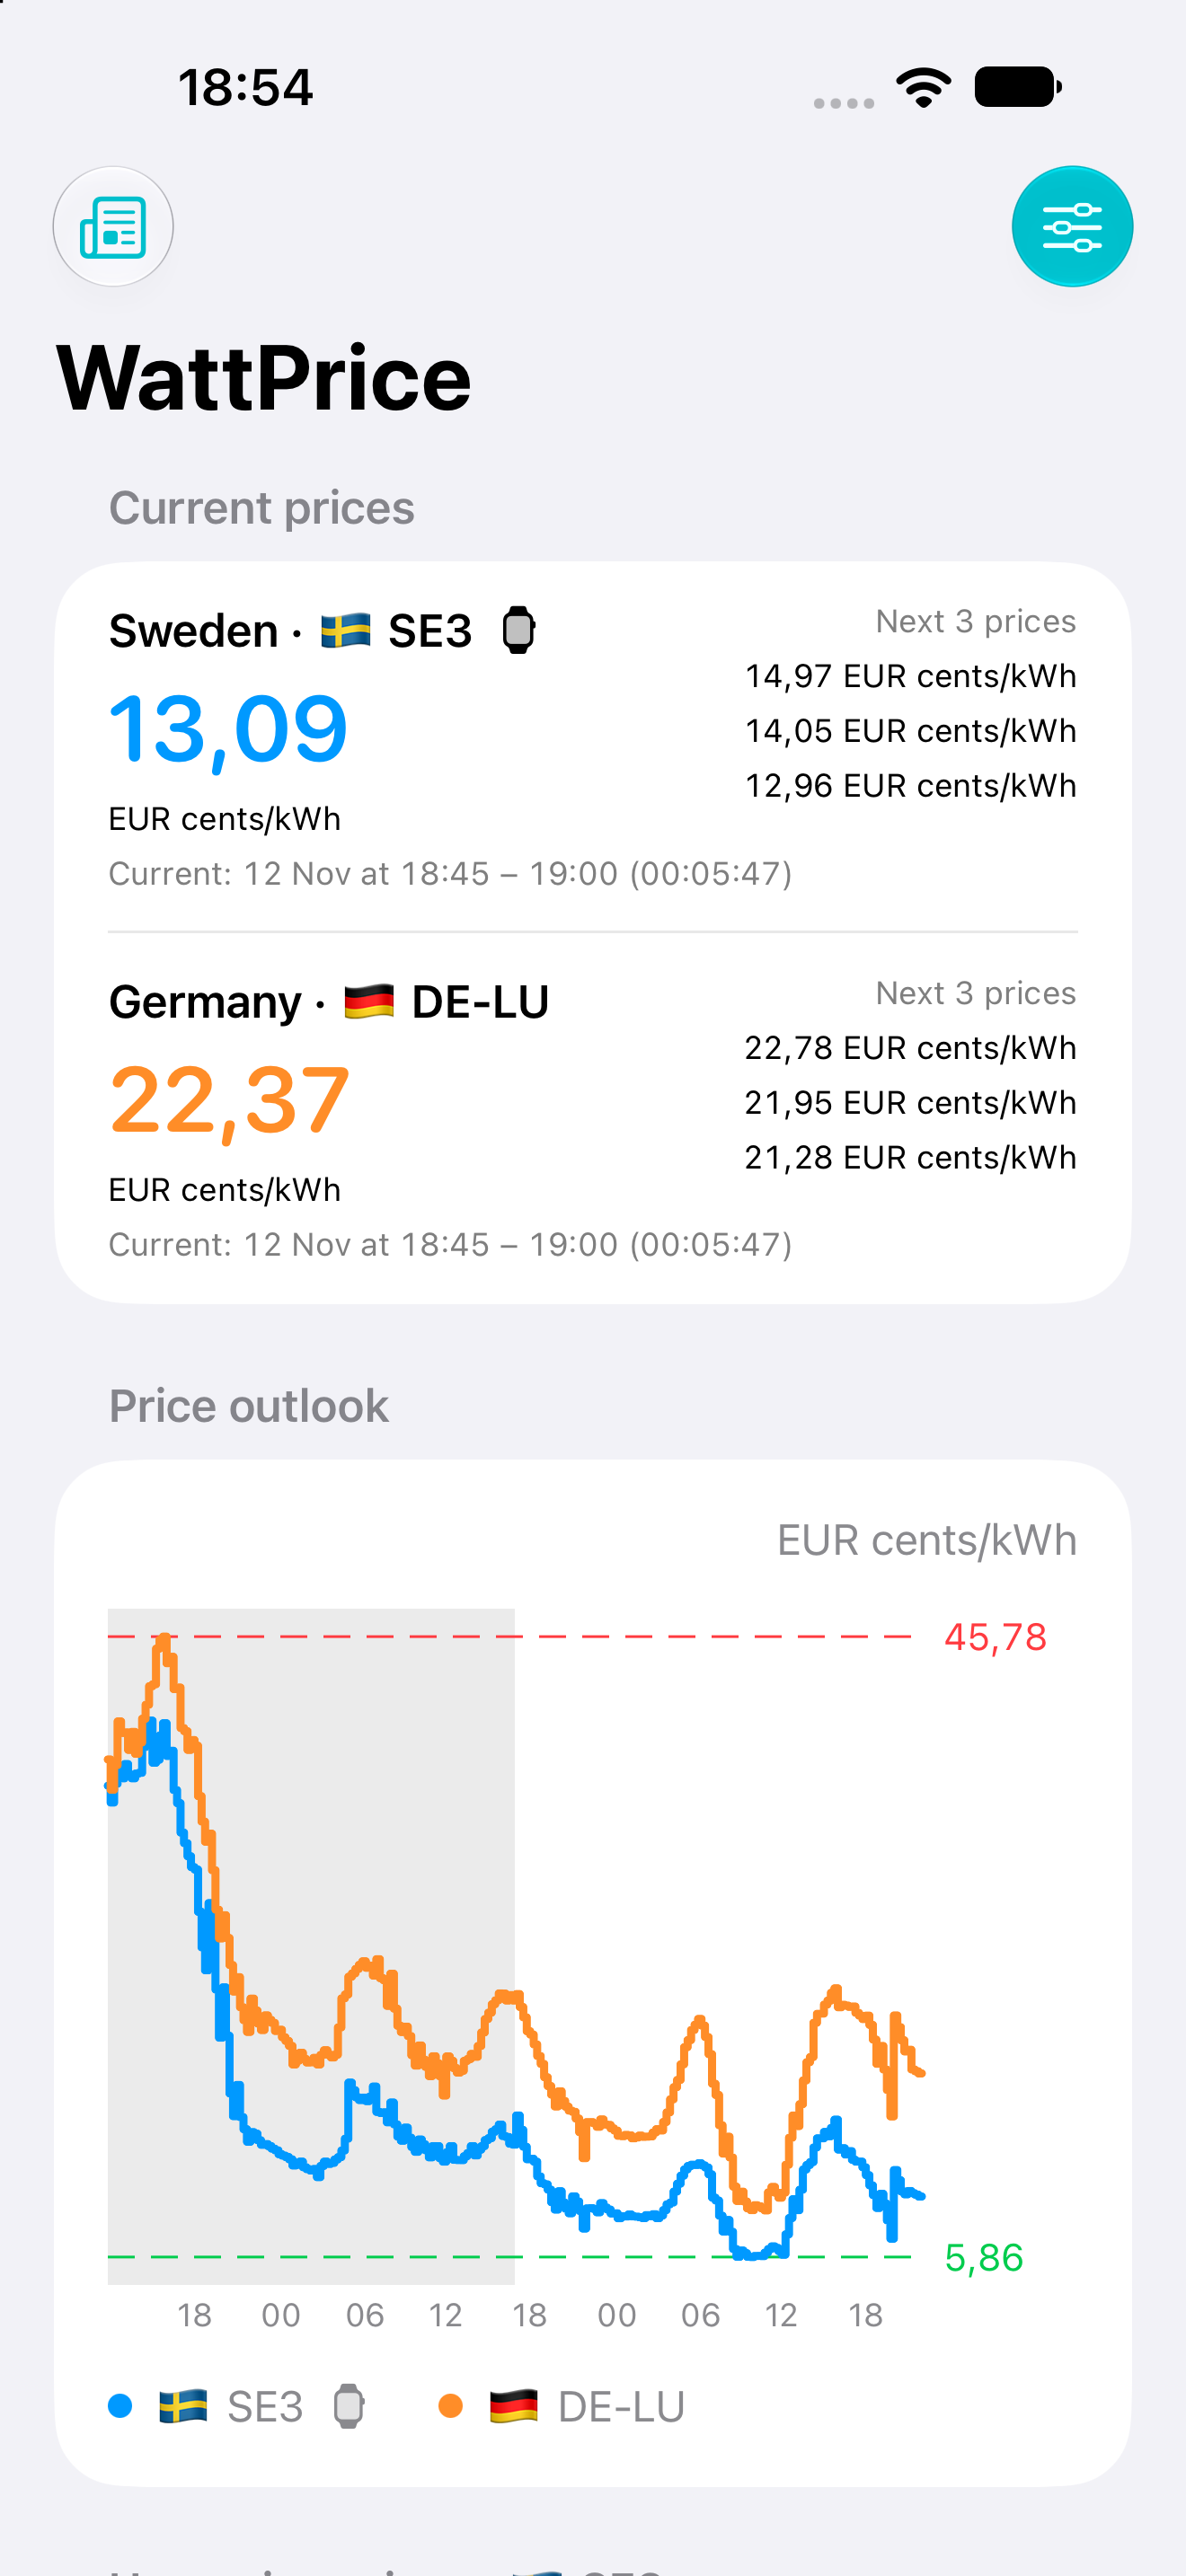 18:54
WattPrice
Current prices
Sweden · 🇸🇪 SE3
Next 3 prices
13,09
14,97 EUR cents/kWh
14,05 EUR cents/kWh
12,96 EUR cents/kWh
EUR cents/kWh
Current: 12 Nov at 18:45 – 19:00 (00:05:47)
Germany · 🇩🇪 DE-LU
Next 3 prices
22,37
22,78 EUR cents/kWh
21,95 EUR cents/kWh
21,28 EUR cents/kWh
EUR cents/kWh
Current: 12 Nov at 18:45 – 19:00 (00:05:47)
Price outlook
EUR cents/kWh
45,78
5,86
18 00 06 12 18 00 06 12 18
🇸🇪 SE3 🇩🇪 DE-LU